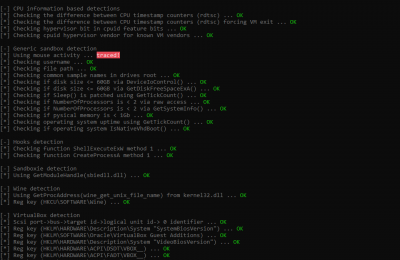 [-] CPU information based detections
[*] Checking the difference between CPU timestamp counters (rdtsc) ... OK
[*] Checking the difference between CPU timestamp counters (rdtsc) forcing VM exit ... OK
[*] Checking hypervisor bit in cpuid feature bits ... OK
[*] Checking cpuid hypervisor vendor for known VM vendors ... OK
[-] Generic sandbox detection
[*] Using mouse activity ... traced!
[*] Checking username ... OK
[*] Checking file path ... OK
[*] Checking common sample names in drives root ... OK
[*] Checking if disk size <= 60GB via DeviceIoControl() ... OK
[*] Checking if disk size <= 60GB via GetDiskFreeSpaceExA() ... OK
[*] Checking if Sleep() is patched using GetTickCount() ... OK
[*] Checking if NumberOfProcessors is < 2 via raw access ... OK
[*] Checking if NumberOfProcessors is < 2 via GetSystemInfo() ... OK
[*] Checking if pysical memory is < 1Gb ... OK
[*] Checking operating system uptime using GetTickCount() ... OK
[*] Checking if operating system IsNativeVhdBoot() ... OK
[-] Hooks detection
[*] Checking function ShellExecuteExW method 1 ... OK
[*] Checking function CreateProcessA method 1 ... OK
[-] Sandboxie detection
[*] Using GetModuleHandle(sbiedll.dll) ... OK
[-] Wine detection
[*] Using GetProcAddress(wine_get_unix_file_name) from kernel32.dll ... OK
[*] Reg key (HKCU\SOFTWARE\Wine) ... OK
[-] VirtualBox detection
[*] Scsi port->bus->target id->logical unit id-> 0 identifier ... OK
[*] Reg key (HKLM\HARDWARE\Description\System "SystemBiosVersion") ... OK
[*] Reg key (HKLM\SOFTWARE\Oracle\VirtualBox Guest Additions) ... OK
[*] Reg key (HKLM\HARDWARE\Description\System "VideoBiosVersion") ... OK
[*] Reg key (HKLM\HARDWARE\ACPI\DSDT\VBOX__) ... OK
[*] Reg key (HKLM\HARDWARE\ACPI\FADT\VBOX__) ... OK